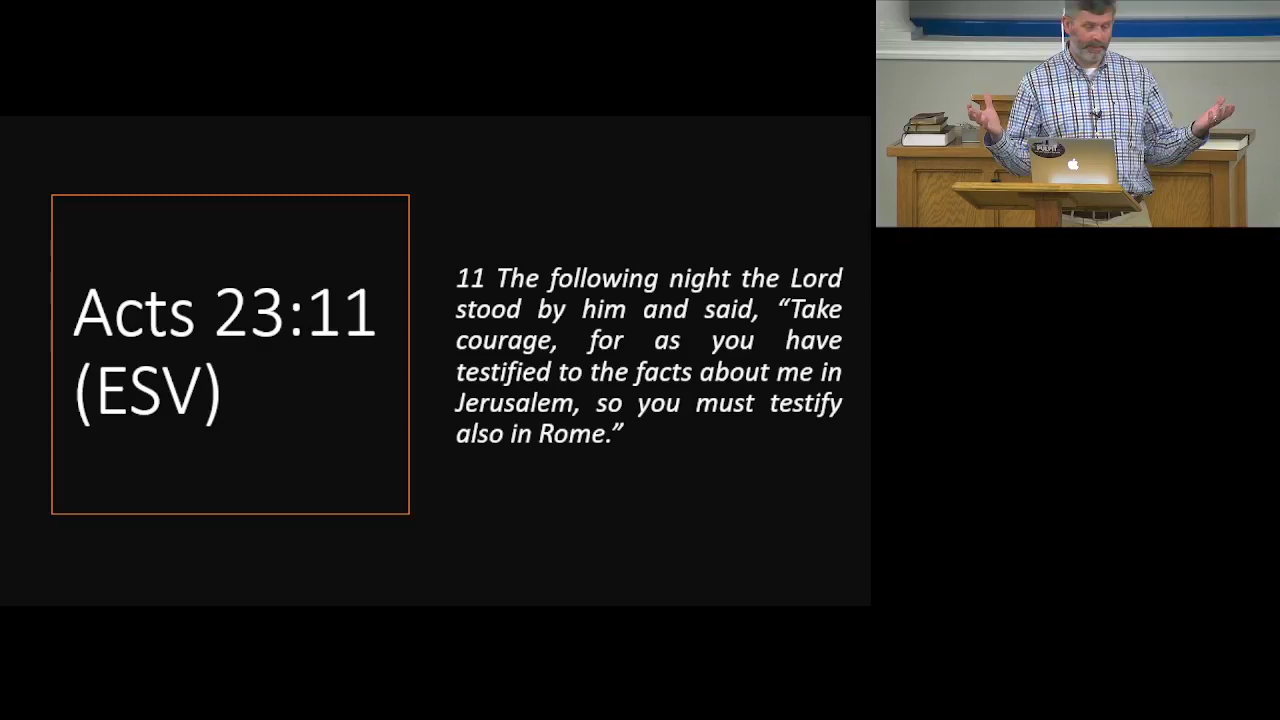 Acts 23:11
(ESV)
11 The following night the Lord
stood by him and said, “Take
courage, for as you have
testified to the facts about me in
Jerusalem, so you must testify
also in Rome.”
PULPIT